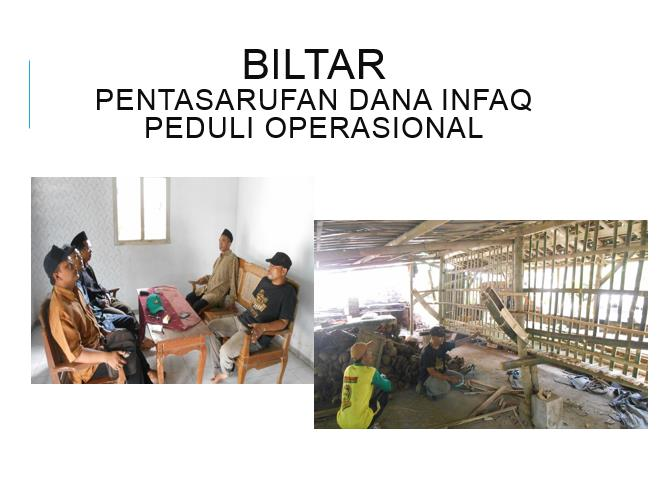 BILTAR
PENTASARUFAN DANA INFAQ
PEDULI OPERASIONAL